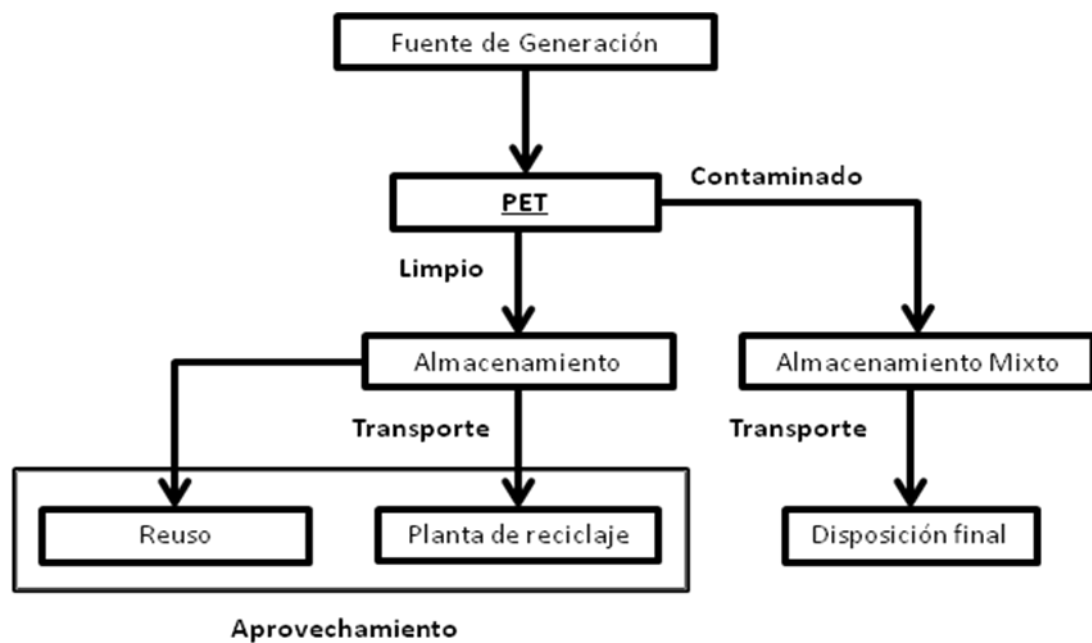 Fuente de Generación
Contaminado
PET
Limpio
Almacenamiento
Almacenamiento Mixto
Transporte
Transporte
Reuso
Planta de reciclaje
Disposición final
Aprovechamiento